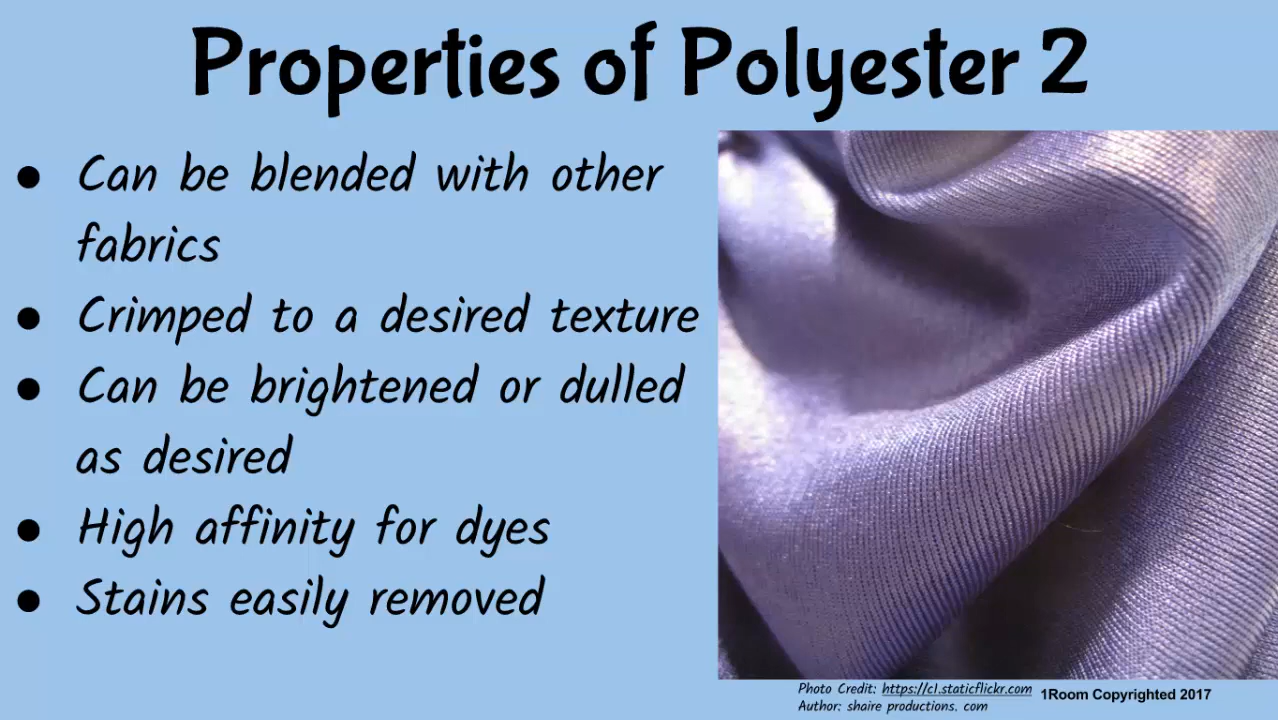 Properties of Polyester 2
● Can be blended with other
fabrics
● Crimped to a desired texture
● Can be brightened or dulled
as desired
● High affinity for dyes
● Stains easily removed
Photo Credit: https://c1.staticflickr.com
Author: shaire productions. com
1Room Copyrighted 2017